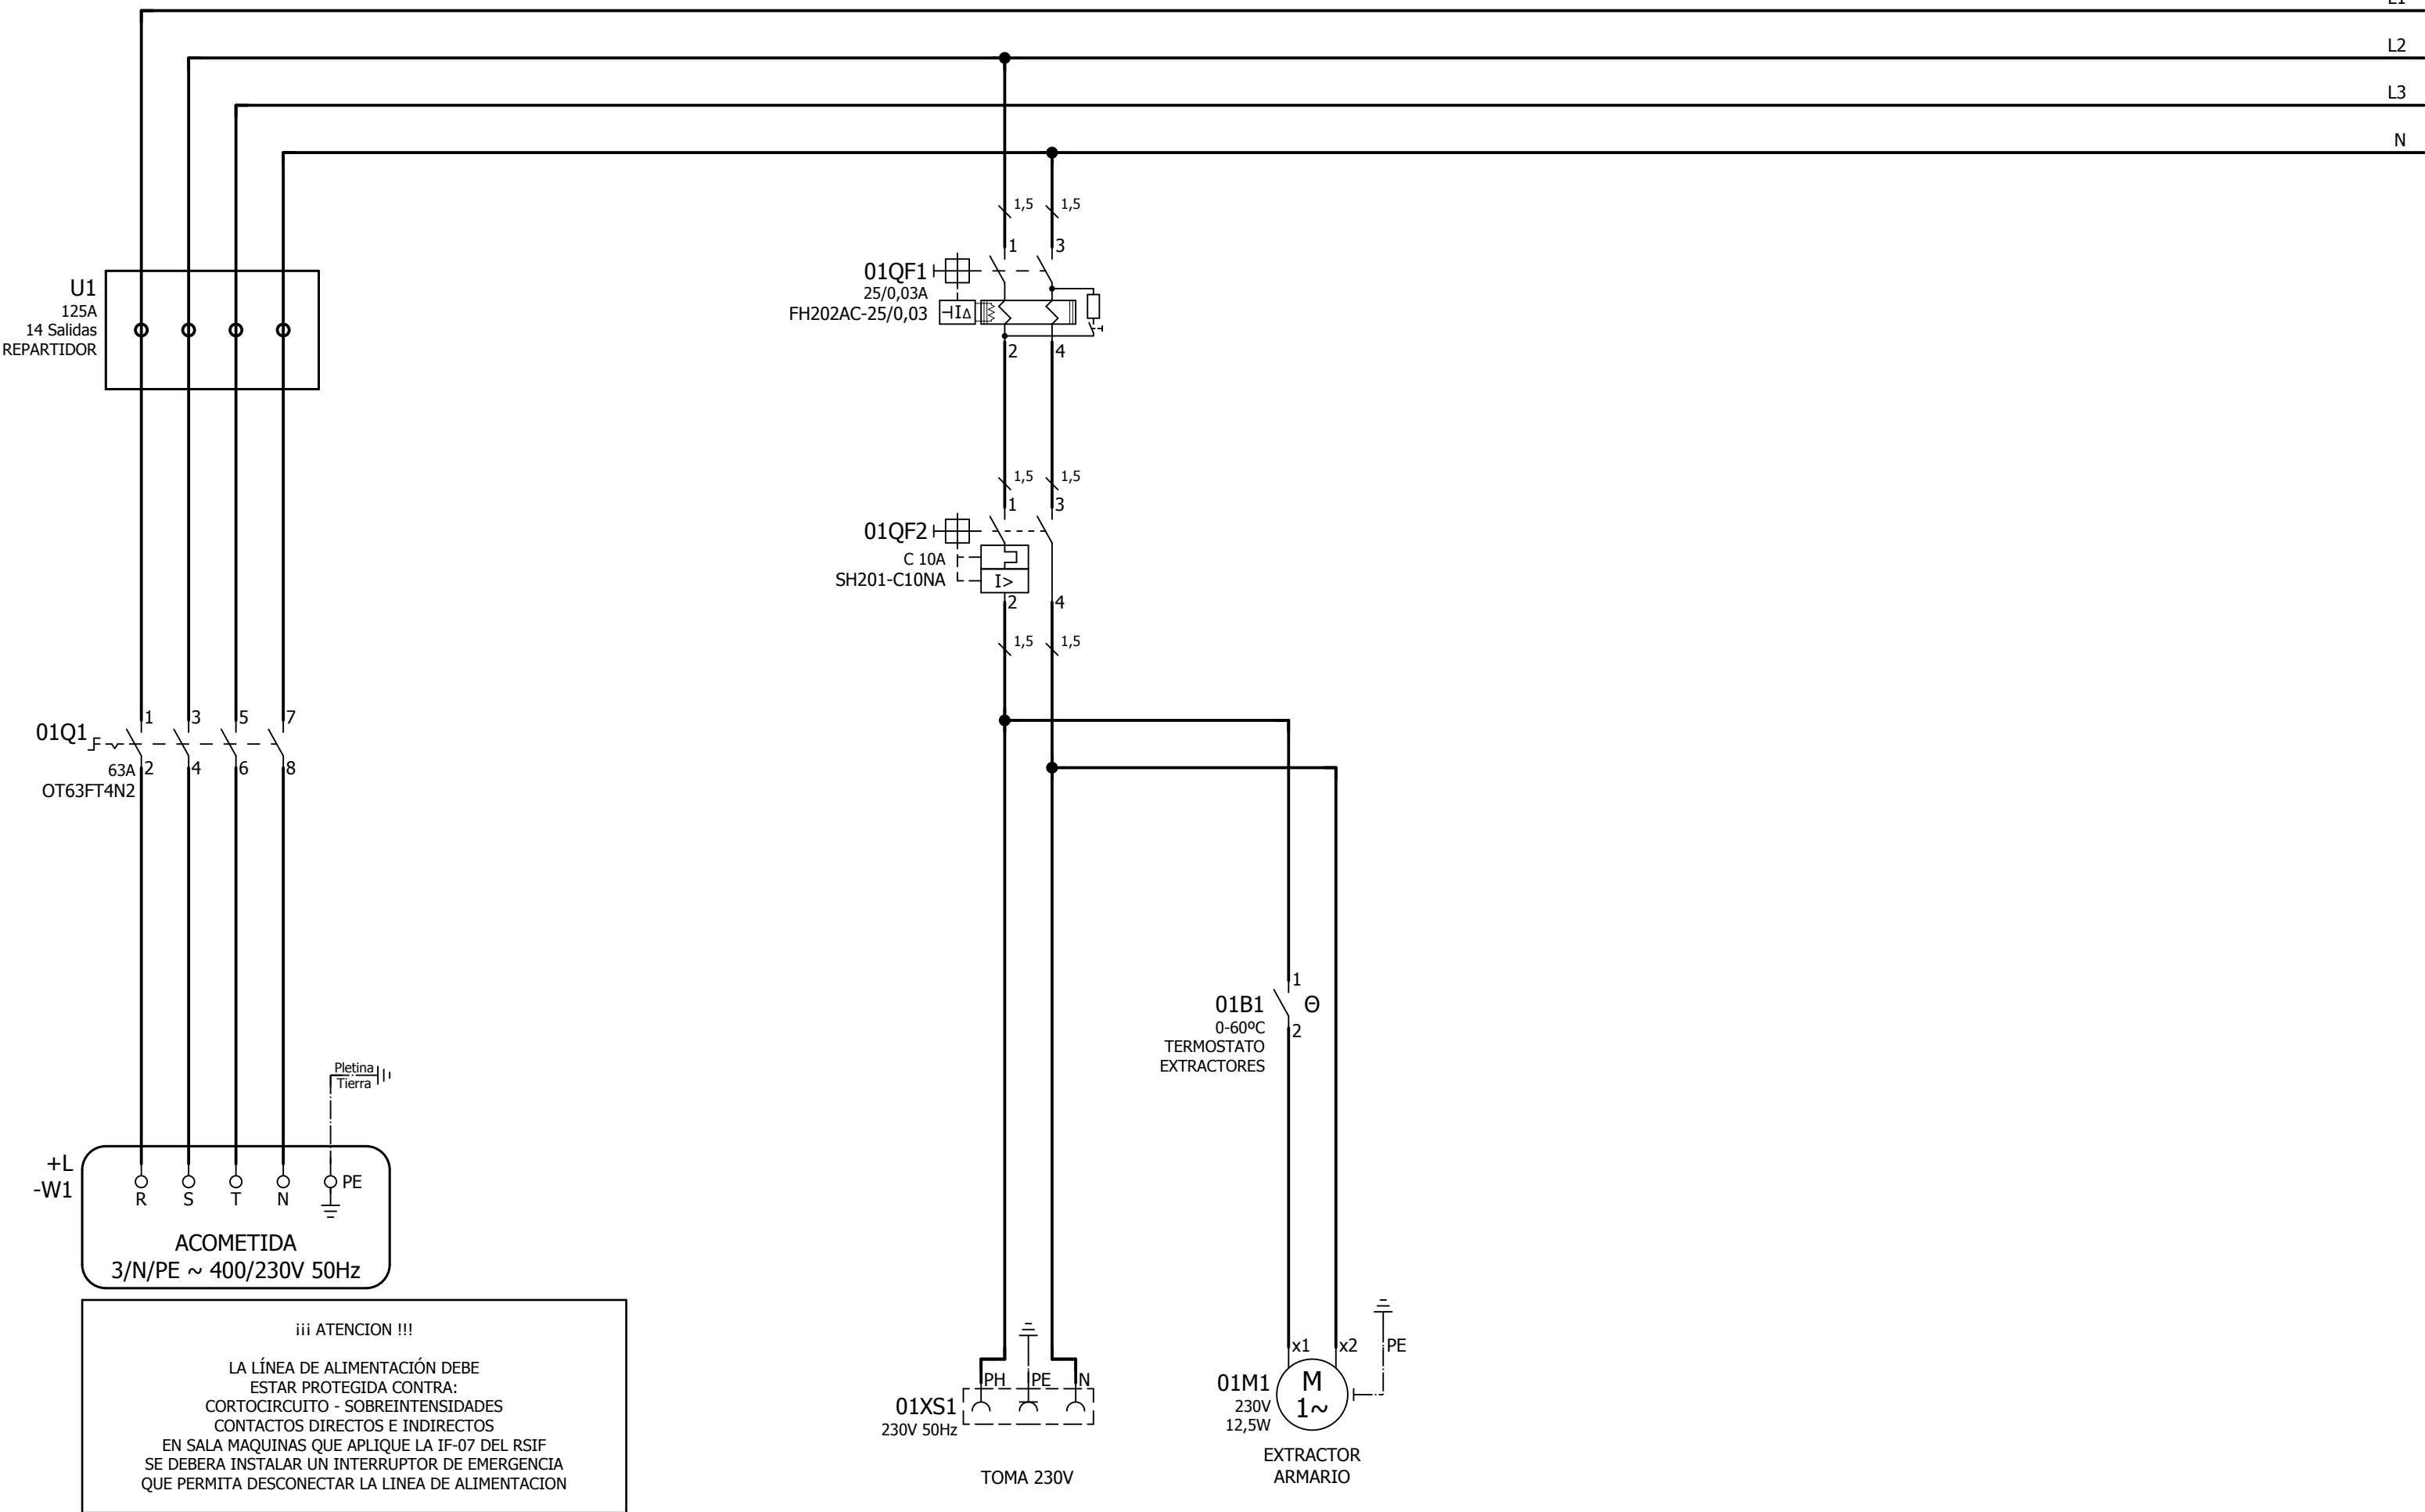 L1
L2
L3
N
1,5 1,5
1 3
01QF1
25/0,03A
FH202AC-25/0,03
⊣IΔ
2 4
U1
125A
14 Salidas
REPARTIDOR
1,5 1,5
1 3
01QF2
C 10A
SH201-C10NA
I>
2 4
1,5 1,5
1 3 5 7
01Q1
63A
2 4 6 8
OT63FT4N2
1
01B1 Θ
0-60ºC
2
TERMOSTATO
EXTRACTORES
Pletina
Tierra
+L
-W1
R S T N PE
ACOMETIDA
3/N/PE ~ 400/230V 50Hz
¡¡¡ ATENCION !!!
LA LÍNEA DE ALIMENTACIÓN DEBE
ESTAR PROTEGIDA CONTRA:
CORTOCIRCUITO - SOBREINTENSIDADES
CONTACTOS DIRECTOS E INDIRECTOS
EN SALA MAQUINAS QUE APLIQUE LA IF-07 DEL RSIF
SE DEBERA INSTALAR UN INTERRUPTOR DE EMERGENCIA
QUE PERMITA DESCONECTAR LA LINEA DE ALIMENTACION
PH PE N
01XS1
230V 50Hz
TOMA 230V
x1 x2 PE
01M1
230V
12,5W
M
1~
EXTRACTOR
ARMARIO